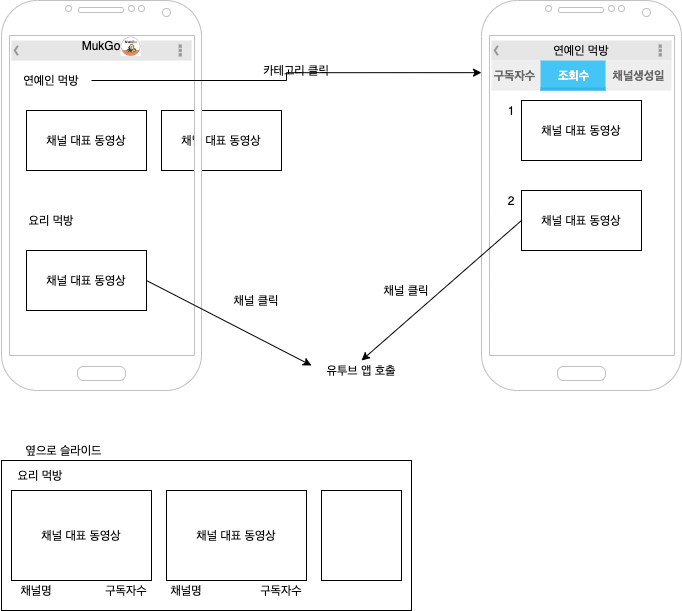 MukGo
연예인 먹방
채널 대표 동영상
채널 대표 동영상
요리 먹방
채널 대표 동영상
카테고리 클릭
채널 클릭
채널 클릭
유투브 앱 호출
연예인 먹방
구독자수 조회수 채널생성일
1
채널 대표 동영상
2
채널 대표 동영상
옆으로 슬라이드
요리 먹방
채널 대표 동영상
채널 대표 동영상
채널명 구독자수 채널명 구독자수